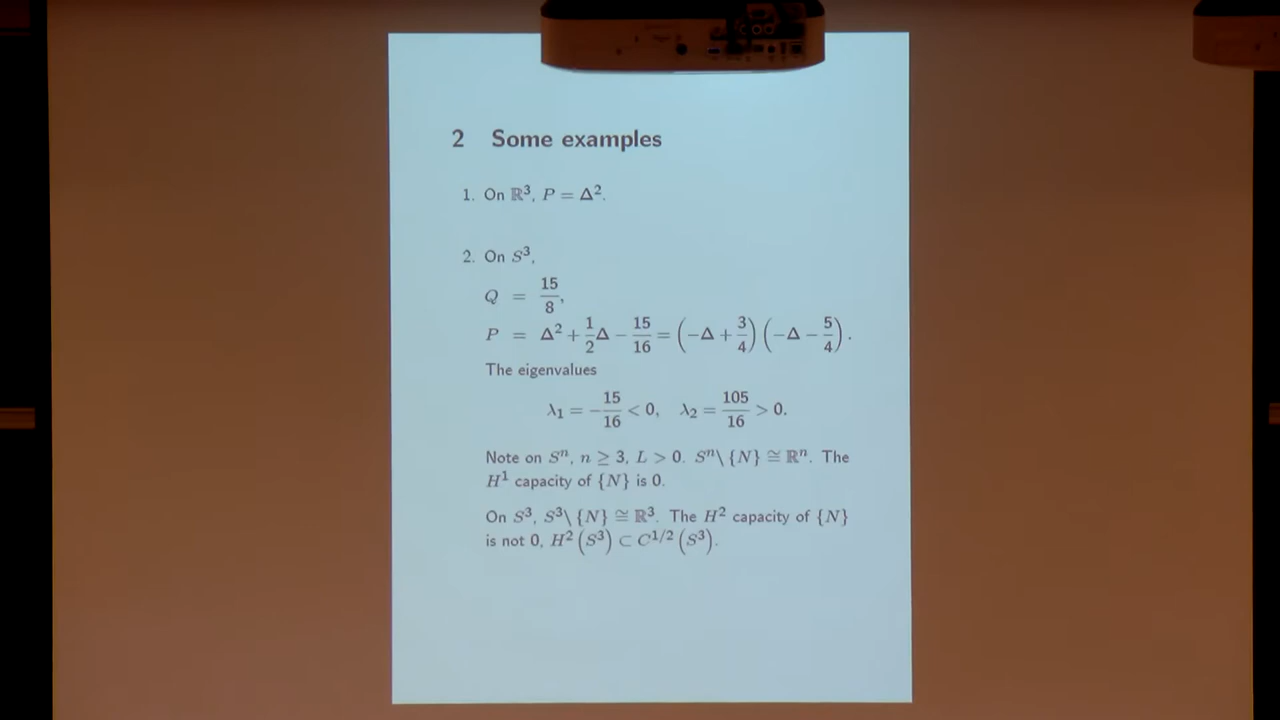 2 Some examples
1. On ℝ³, P = Δ².
2. On S³,
Q = 15/8,
P = Δ² + 1/2 Δ − 15/16 = (−Δ + 3/4) (−Δ − 5/4).
The eigenvalues
λ₁ = −15/16 < 0, λ₂ = 105/16 > 0.
Note on Sⁿ, n ≥ 3, L > 0. Sⁿ\{N} ≅ ℝⁿ. The
H¹ capacity of {N} is 0.
On S³, S³\{N} ≅ ℝ³. The H² capacity of {N}
is not 0, H² (S³) ⊂ C^{1/2} (S³).